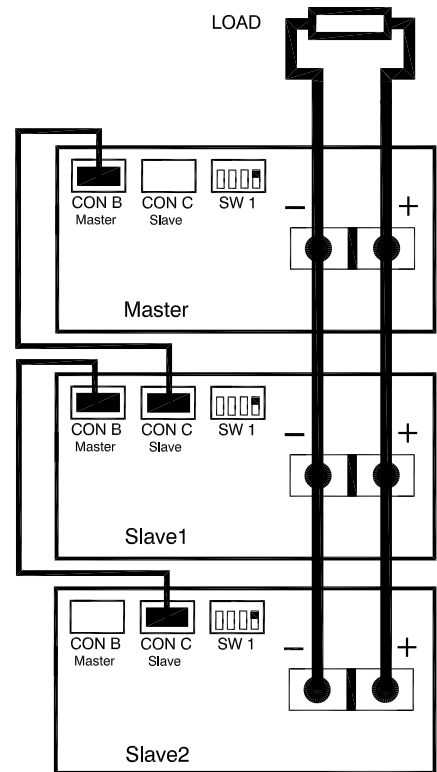 LOAD
CON B CON C SW 1 − +
Master Slave
Master
CON B CON C SW 1 − +
Master Slave
Slave1
CON B CON C SW 1 − +
Master Slave
Slave2